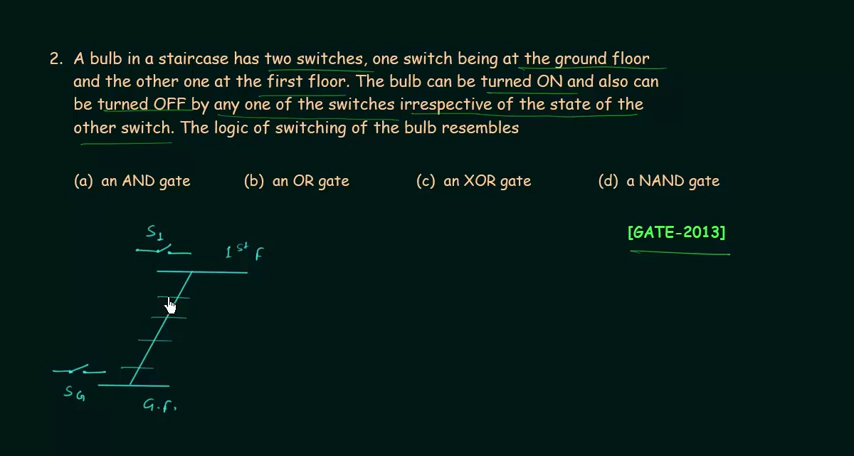 2. A bulb in a staircase has two switches, one switch being at the ground floor
and the other one at the first floor. The bulb can be turned ON and also can
be turned OFF by any one of the switches irrespective of the state of the
other switch. The logic of switching of the bulb resembles
(a) an AND gate (b) an OR gate (c) an XOR gate (d) a NAND gate
[GATE-2013]
S1
1st F
SG
G.F.